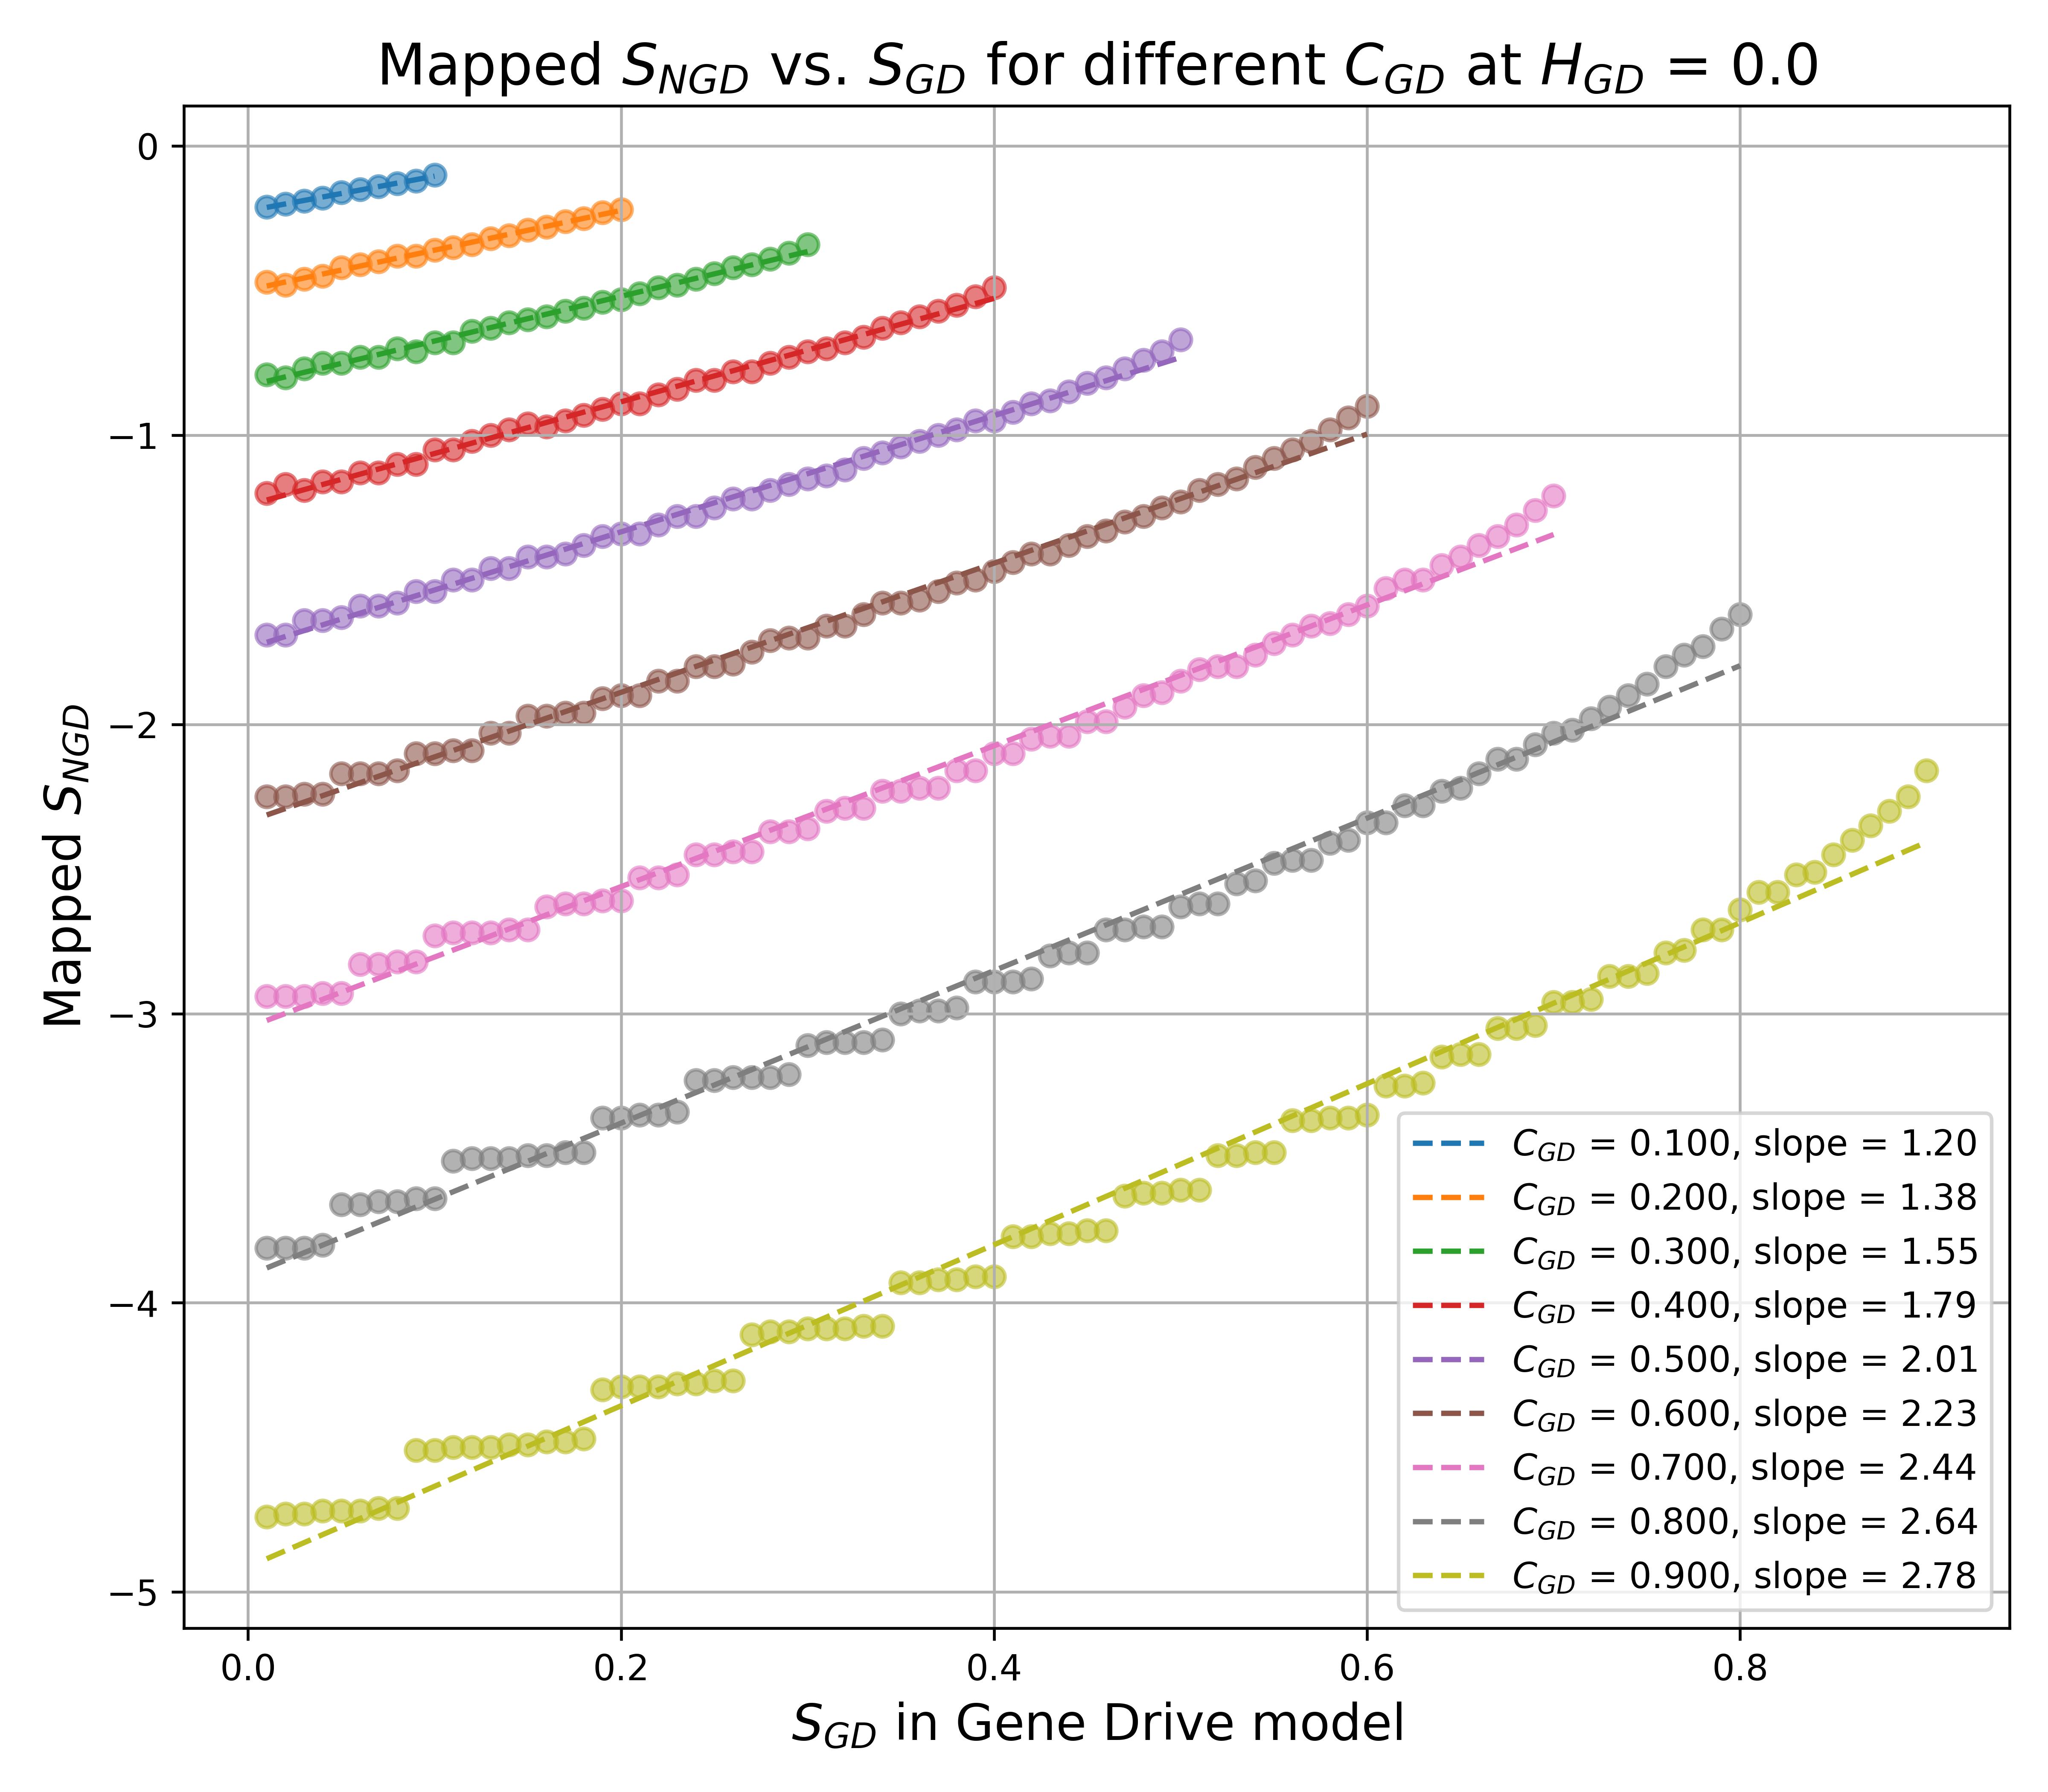 Mapped S_NGD vs. S_GD for different C_GD at H_GD = 0.0
Mapped S_NGD
0
−1
−2
−3
−4
−5
C_GD = 0.100, slope = 1.20
C_GD = 0.200, slope = 1.38
C_GD = 0.300, slope = 1.55
C_GD = 0.400, slope = 1.79
C_GD = 0.500, slope = 2.01
C_GD = 0.600, slope = 2.23
C_GD = 0.700, slope = 2.44
C_GD = 0.800, slope = 2.64
C_GD = 0.900, slope = 2.78
0.0 0.2 0.4 0.6 0.8
S_GD in Gene Drive model